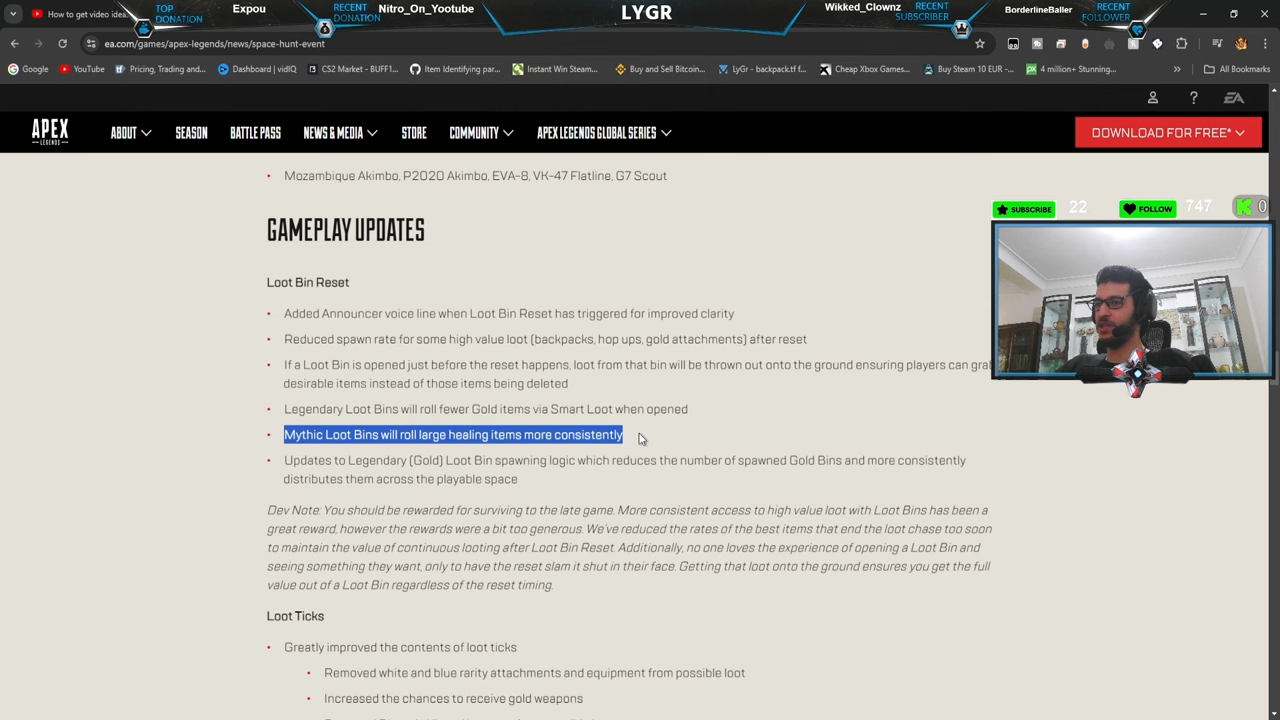 How to get video idea
TOP DONATION
Expou
RECENT DONATION
Nitro_On_Yootube
LYGR
Wikked_Clownz
RECENT SUBSCRIBER
BorderlineBaller
RECENT FOLLOWER
ea.com/games/apex-legends/news/space-hunt-event
Google
YouTube
Pricing, Trading and...
Dashboard | vidIQ
CS2 Market - BUFF1...
Item Identifying par...
Instant Win Steam...
Buy and Sell Bitcoin...
LyGr - backpack.tf f...
Cheap Xbox Games...
Buy Steam 10 EUR -...
4 million+ Stunning...
All Bookmarks
EA
APEX
LEGENDS
ABOUT
SEASON
BATTLE PASS
NEWS & MEDIA
STORE
COMMUNITY
APEX LEGENDS GLOBAL SERIES
DOWNLOAD FOR FREE*
• Mozambique Akimbo, P2020 Akimbo, EVA-8, VK-47 Flatline, G7 Scout
SUBSCRIBE 22
FOLLOW 747
K 0
GAMEPLAY UPDATES
Loot Bin Reset
• Added Announcer voice line when Loot Bin Reset has triggered for improved clarity
• Reduced spawn rate for some high value loot (backpacks, hop ups, gold attachments) after reset
• If a Loot Bin is opened just before the reset happens, loot from that bin will be thrown out onto the ground ensuring players can grab
desirable items instead of those items being deleted
• Legendary Loot Bins will roll fewer Gold items via Smart Loot when opened
• Mythic Loot Bins will roll large healing items more consistently
• Updates to Legendary (Gold) Loot Bin spawning logic which reduces the number of spawned Gold Bins and more consistently
distributes them across the playable space
Dev Note: You should be rewarded for surviving to the late game. More consistent access to high value loot with Loot Bins has been a
great reward, however the rewards were a bit too generous. We've reduced the rates of the best items that end the loot chase too soon
to maintain the value of continuous looting after Loot Bin Reset. Additionally, no one loves the experience of opening a Loot Bin and
seeing something they want, only to have the reset slam it shut in their face. Getting that loot onto the ground ensures you get the full
value out of a Loot Bin regardless of the reset timing.
Loot Ticks
• Greatly improved the contents of loot ticks
• Removed white and blue rarity attachments and equipment from possible loot
• Increased the chances to receive gold weapons